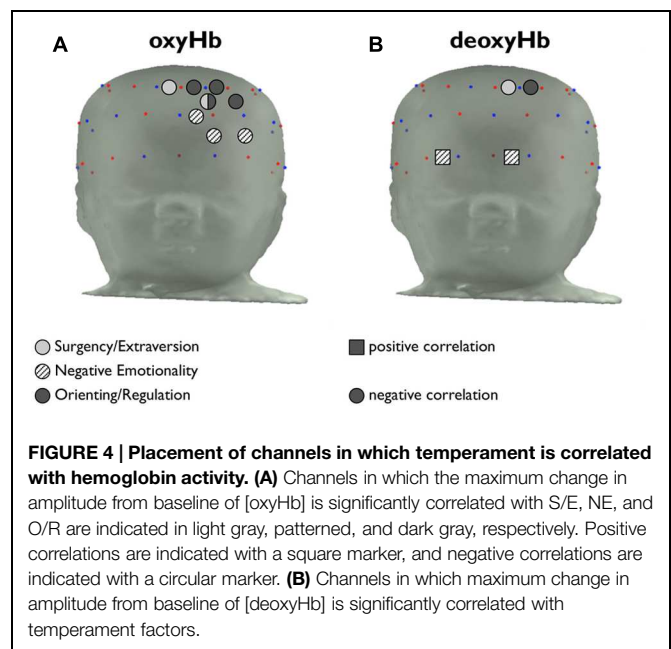 A oxyHb
B deoxyHb
Surgency/Extraversion
Negative Emotionality
Orienting/Regulation
positive correlation
negative correlation
FIGURE 4 | Placement of channels in which temperament is correlated
with hemoglobin activity. (A) Channels in which the maximum change in
amplitude from baseline of [oxyHb] is significantly correlated with S/E, NE, and
O/R are indicated in light gray, patterned, and dark gray, respectively. Positive
correlations are indicated with a square marker, and negative correlations are
indicated with a circular marker. (B) Channels in which maximum change in
amplitude from baseline of [deoxyHb] is significantly correlated with
temperament factors.